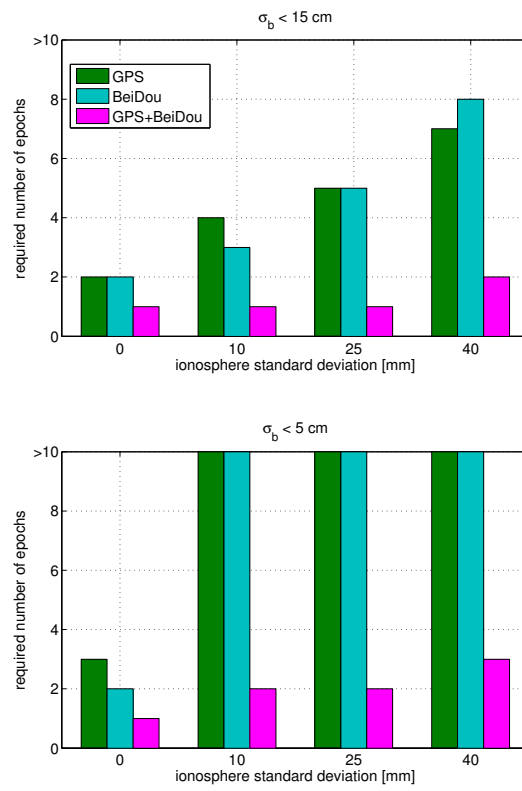 σb < 15 cm
>10
8
6
4
2
0
required number of epochs
GPS
BeiDou
GPS+BeiDou
0 10 25 40
ionosphere standard deviation [mm]
σb < 5 cm
>10
8
6
4
2
0
required number of epochs
0 10 25 40
ionosphere standard deviation [mm]